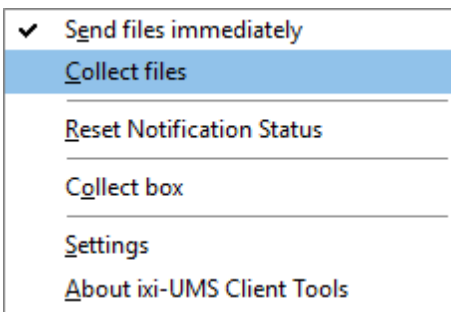 Send files immediately
Collect files
Reset Notification Status
Collect box
Settings
About ixi-UMS Client Tools